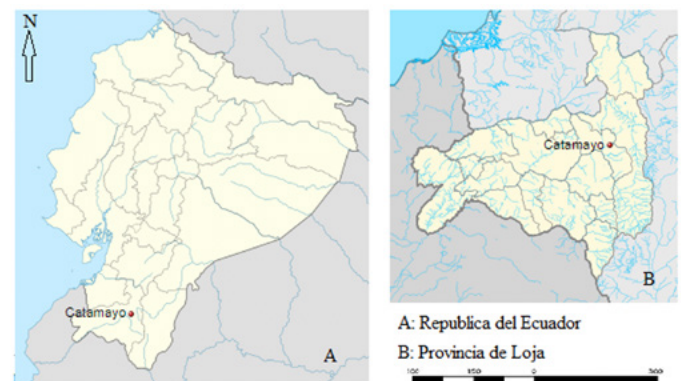 N
Catamayo
A
Catamayo
B
A: Republica del Ecuador
B: Provincia de Loja